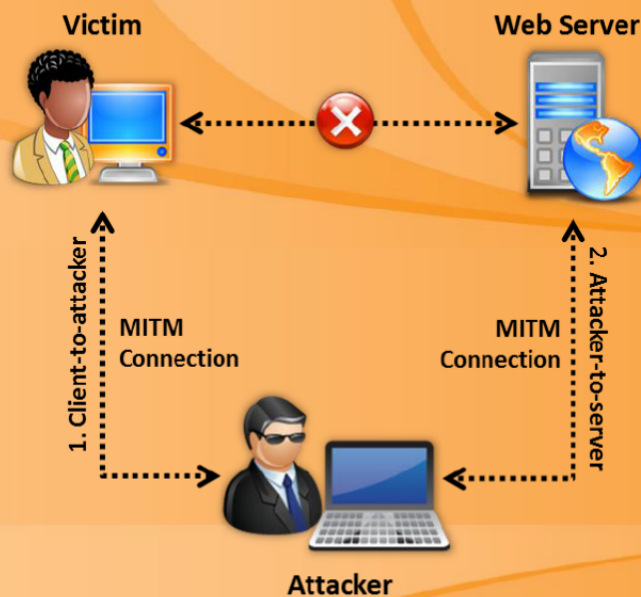 Victim
Web Server
1. Client-to-attacker
MITM
Connection
MITM
Connection
2. Attacker-to-server
Attacker